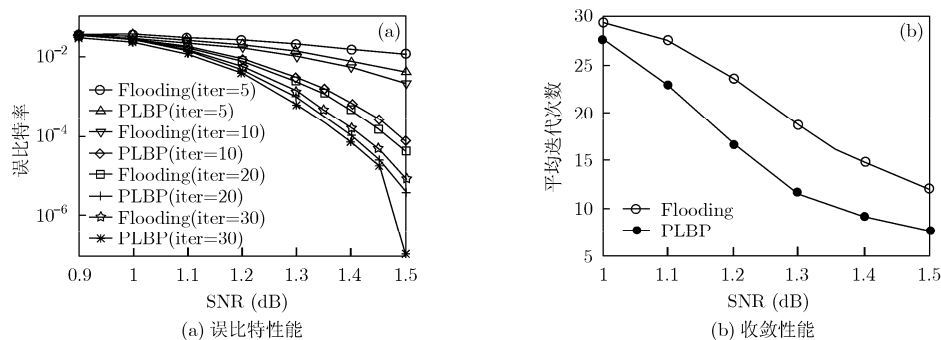 (a)
误比特率
10^{-2}
10^{-4}
10^{-6}
Flooding(iter=5)
PLBP(iter=5)
Flooding(iter=10)
PLBP(iter=10)
Flooding(iter=20)
PLBP(iter=20)
Flooding(iter=30)
PLBP(iter=30)
0.9 1 1.1 1.2 1.3 1.4 1.5
SNR (dB)
(a) 误比特性能
(b)
平均迭代次数
30
25
20
15
10
5
Flooding
PLBP
1 1.1 1.2 1.3 1.4 1.5
SNR (dB)
(b) 收敛性能